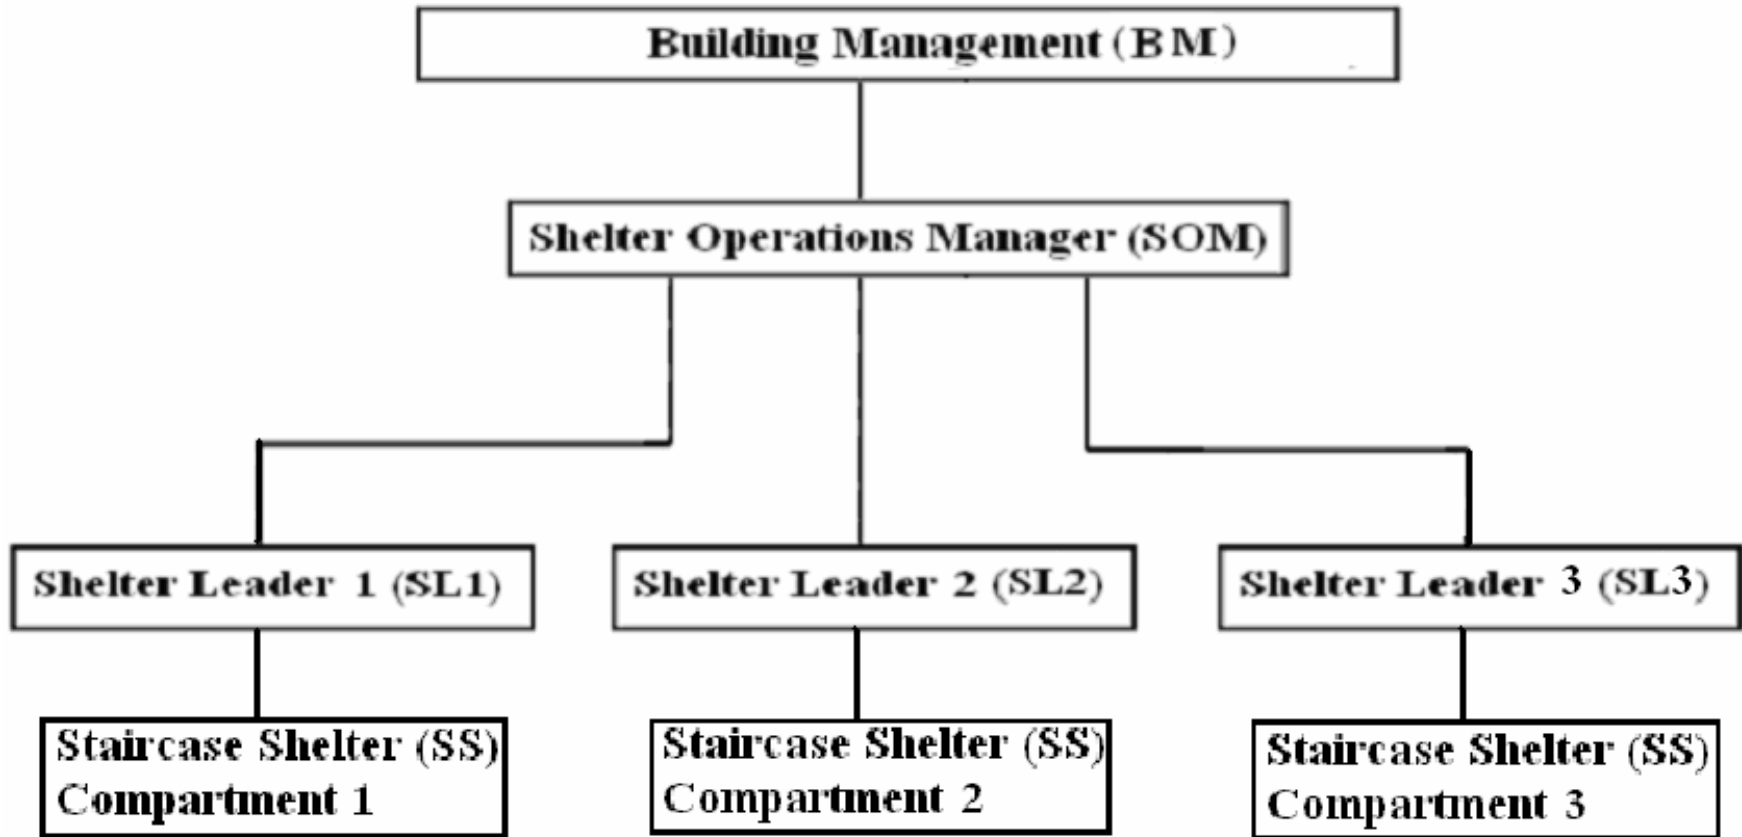 Building Management (BM)
Shelter Operations Manager (SOM)
Shelter Leader 1 (SL1)
Shelter Leader 2 (SL2)
Shelter Leader 3 (SL3)
Staircase Shelter (SS)
Compartment 1
Staircase Shelter (SS)
Compartment 2
Staircase Shelter (SS)
Compartment 3